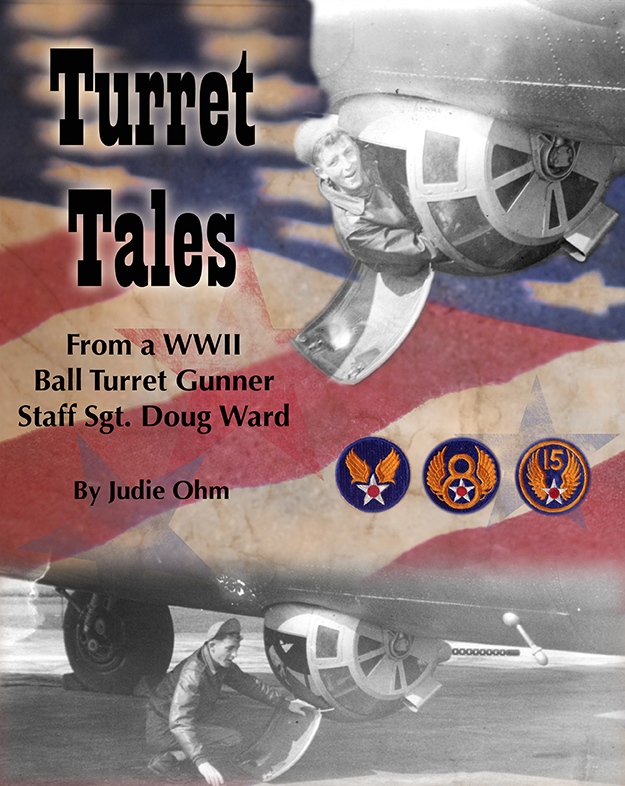 Turret
Tales
From a WWII
Ball Turret Gunner
Staff Sgt. Doug Ward
By Judie Ohm
8
15